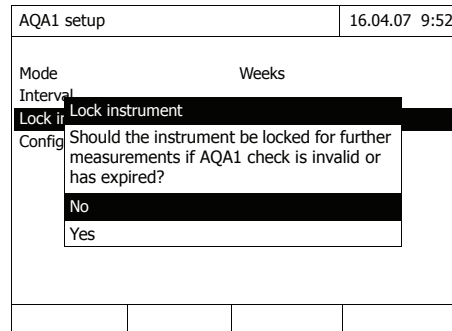 AQA1 setup 16.04.07 9:52
Mode Weeks
Interval
Lock in
Config
Lock instrument
Should the instrument be locked for further
measurements if AQA1 check is invalid or
has expired?
No
Yes